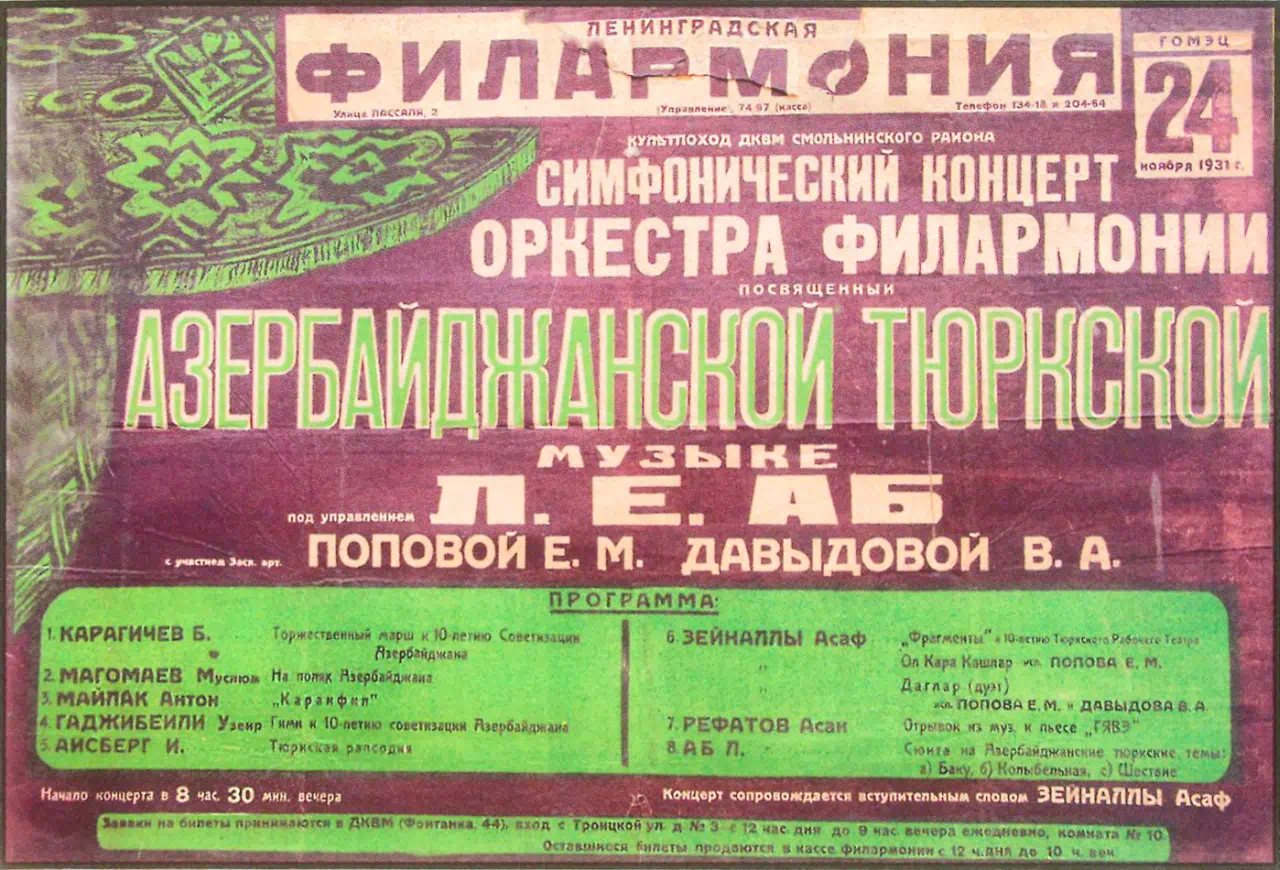 ЛЕНИНГРАДСКАЯ
ФИЛАРМОНИЯ
Улица ЛАССАЛЯ, 2 (Управление), 74 97 (касса) Телефон 134-18 и 204-64
ГОМЭЦ
24
НОЯБРЯ 1931 г.
КУЛЬТПОХОД ДКВМ СМОЛЬНИНСКОГО РАЙОНА
СИМФОНИЧЕСКИЙ КОНЦЕРТ
ОРКЕСТРА ФИЛАРМОНИИ
ПОСВЯЩЕННЫЙ
АЗЕРБАЙДЖАНСКОЙ ТЮРКСКОЙ
МУЗЫКЕ
под управлением Л. Е. АБ
с участием Засл. арт. ПОПОВОЙ Е. М. ДАВЫДОВОЙ В. А.
ПРОГРАММА:
1. КАРАГИЧЕВ Б. Торжественный марш к 10-летию Советизации
Азербайджана
2. МАГОМАЕВ Муслюм На полях Азербайджана
3. МАЙЛАК Антон „Каранфил"
4. ГАДЖИБЕЙЛИ Узеир Гимн к 10-летию советизации Азербайджана
5. АЙСБЕРГ И. Тюркская рапсодия
6. ЗЕЙНАЛЛЫ Асаф „Фрагменты" к 10-летию Тюркского Рабочего Театра
„ Ол Кара Кашлар исп. ПОПОВА Е. М.
„ Даглар (дуэт)
исп. ПОПОВА Е. М. и ДАВЫДОВА В. А.
7. РЕФАТОВ Асан Отрывок из муз. к пьесе „ГЯВЭ"
8. АБ Л. Сюита на Азербайджанские тюркские темы:
а) Баку, б) Колыбельная, с) Шествие
Начало концерта в 8 час. 30 мин. вечера
Концерт сопровождается вступительным словом ЗЕЙНАЛЛЫ Асаф
Заявки на билеты принимаются в ДКВМ (Фонтанка, 44), вход с Троицкой ул. д № 3 с 12 час. дня до 9 час. вечера ежедневно, комната № 10.
Оставшиеся билеты продаются в кассе филармонии с 12 ч. дня до 10 ч. веч.